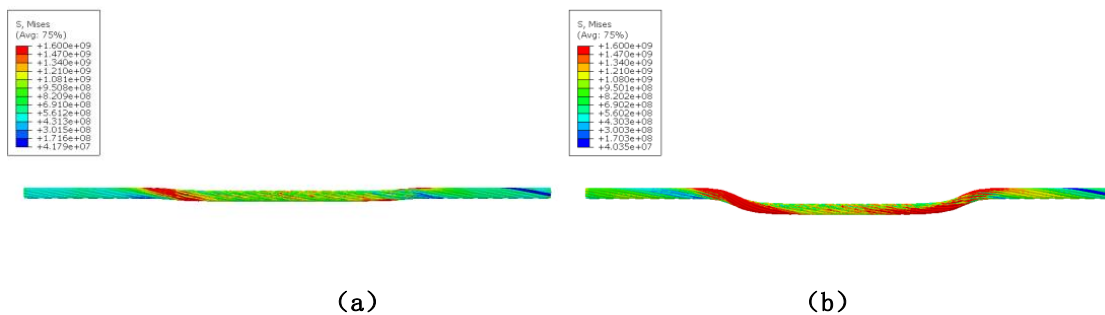 S, Mises
(Avg: 75%)
+1.600e+09
+1.470e+09
+1.340e+09
+1.210e+09
+1.081e+09
+9.508e+08
+8.209e+08
+6.910e+08
+5.612e+08
+4.313e+08
+3.015e+08
+1.716e+08
+4.179e+07
(a)
S, Mises
(Avg: 75%)
+1.600e+09
+1.470e+09
+1.340e+09
+1.210e+09
+1.080e+09
+9.501e+08
+8.202e+08
+6.902e+08
+5.602e+08
+4.303e+08
+3.003e+08
+1.703e+08
+4.035e+07
(b)